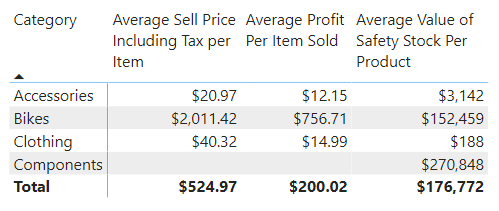 Category Average Sell Price Average Profit Average Value of
Including Tax per Per Item Sold Safety Stock Per
Item Product
Accessories $20.97 $12.15 $3,142
Bikes $2,011.42 $756.71 $152,459
Clothing $40.32 $14.99 $188
Components $270,848
Total $524.97 $200.02 $176,772